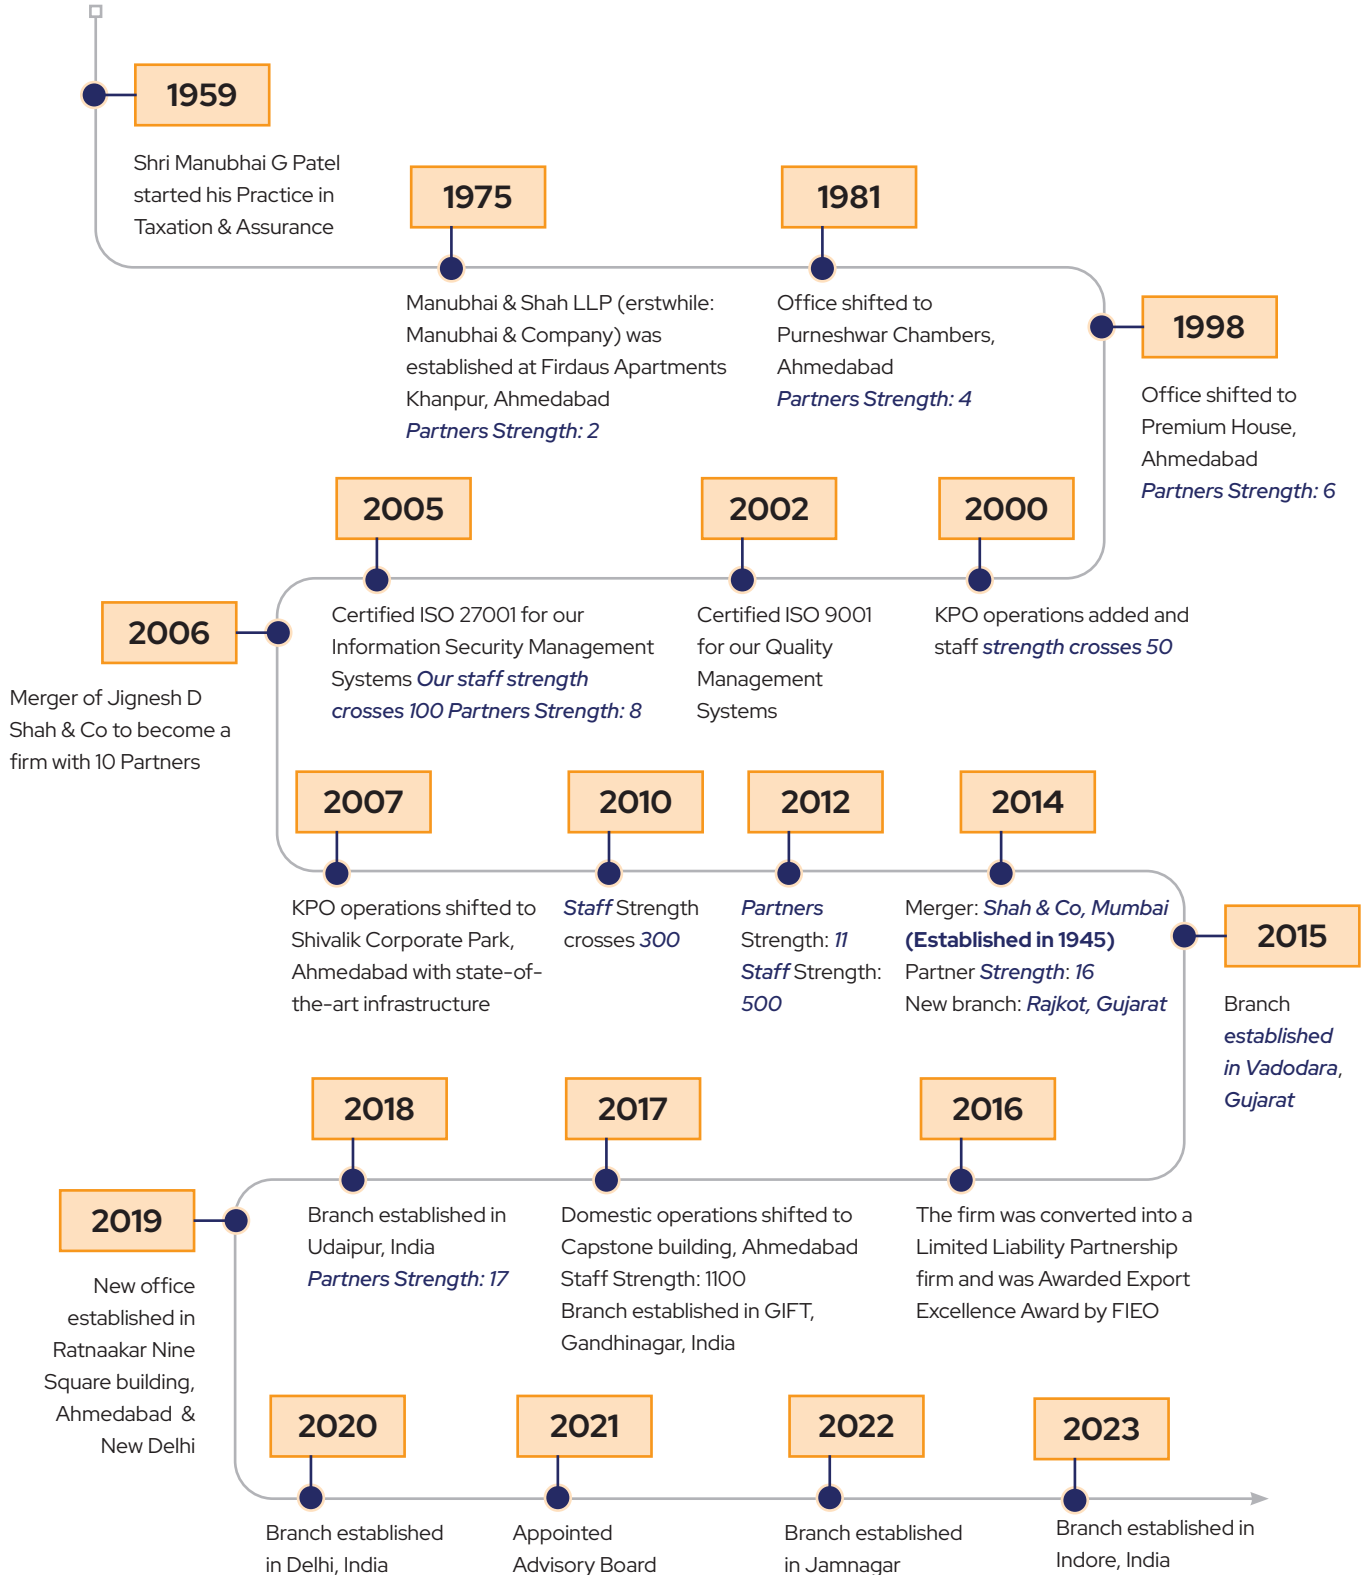 1959
Shri Manubhai G Patel
started his Practice in
Taxation & Assurance
1975
Manubhai & Shah LLP (erstwhile:
Manubhai & Company) was
established at Firdaus Apartments
Khanpur, Ahmedabad
Partners Strength: 2
1981
Office shifted to
Purneshwar Chambers,
Ahmedabad
Partners Strength: 4
1998
Office shifted to
Premium House,
Ahmedabad
Partners Strength: 6
2000
KPO operations added and
staff strength crosses 50
2002
Certified ISO 9001
for our Quality
Management
Systems
2005
Certified ISO 27001 for our
Information Security Management
Systems Our staff strength
crosses 100 Partners Strength: 8
2006
Merger of Jignesh D
Shah & Co to become a
firm with 10 Partners
2007
KPO operations shifted to
Shivalik Corporate Park,
Ahmedabad with state-of-
the-art infrastructure
2010
Staff Strength
crosses 300
2012
Partners
Strength: 11
Staff Strength:
500
2014
Merger: Shah & Co, Mumbai
(Established in 1945)
Partner Strength: 16
New branch: Rajkot, Gujarat
2015
Branch
established
in Vadodara,
Gujarat
2016
The firm was converted into a
Limited Liability Partnership
firm and was Awarded Export
Excellence Award by FIEO
2017
Domestic operations shifted to
Capstone building, Ahmedabad
Staff Strength: 1100
Branch established in GIFT,
Gandhinagar, India
2018
Branch established in
Udaipur, India
Partners Strength: 17
2019
New office
established in
Ratnaakar Nine
Square building,
Ahmedabad &
New Delhi
2020
Branch established
in Delhi, India
2021
Appointed
Advisory Board
2022
Branch established
in Jamnagar
2023
Branch established in
Indore, India